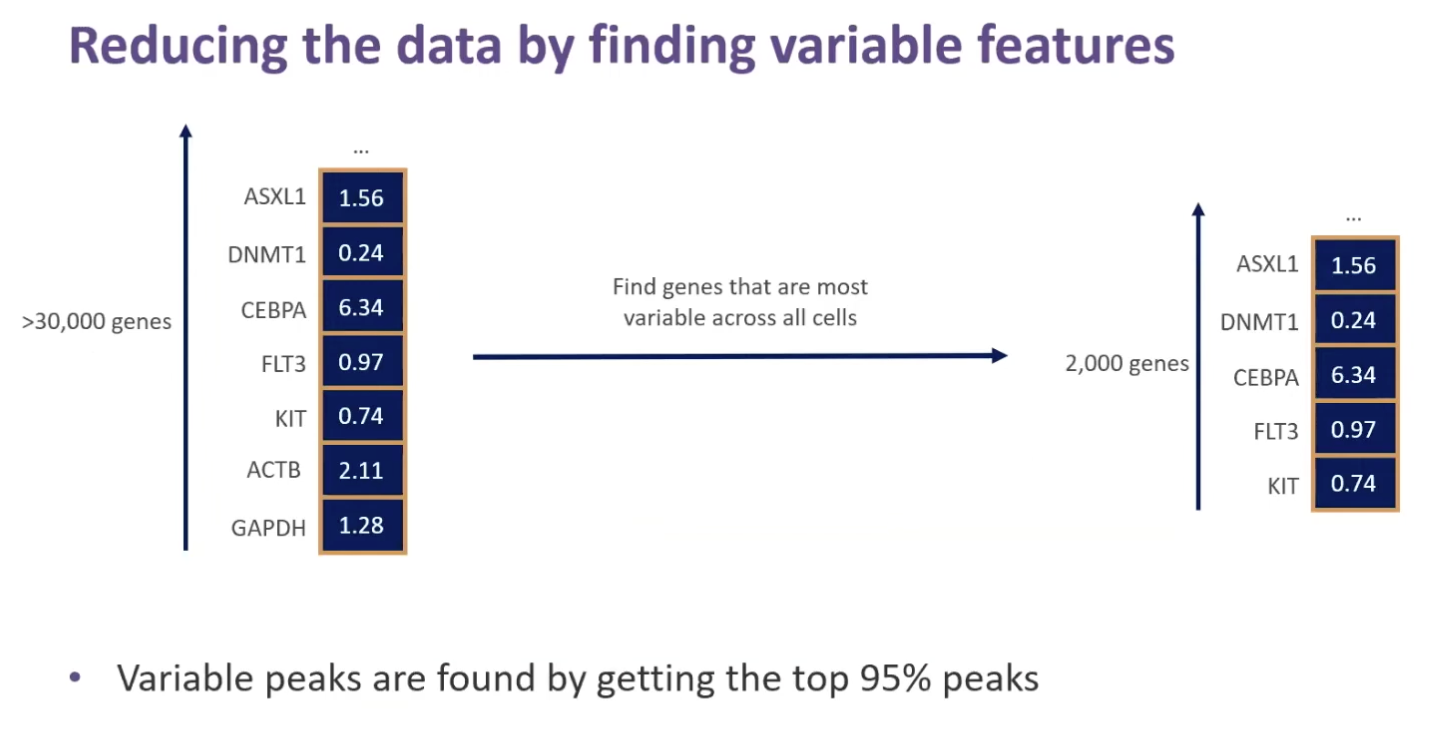 Reducing the data by finding variable features
...
ASXL1 1.56
DNMT1 0.24
CEBPA 6.34
FLT3 0.97
KIT 0.74
ACTB 2.11
GAPDH 1.28
>30,000 genes
Find genes that are most
variable across all cells
2,000 genes
...
ASXL1 1.56
DNMT1 0.24
CEBPA 6.34
FLT3 0.97
KIT 0.74
• Variable peaks are found by getting the top 95% peaks